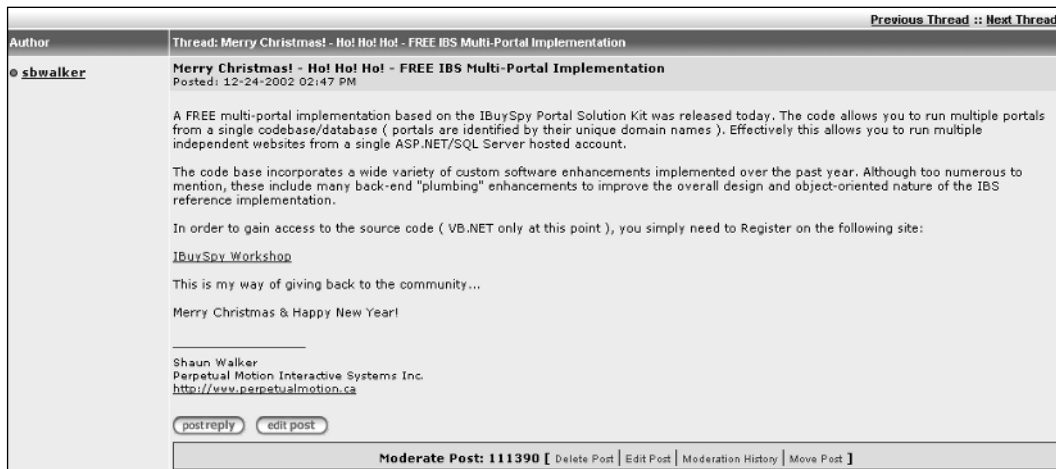 Previous Thread :: Next Thread
Author
Thread: Merry Christmas! - Ho! Ho! Ho! - FREE IBS Multi-Portal Implementation
sbwalker
Merry Christmas! - Ho! Ho! Ho! - FREE IBS Multi-Portal Implementation
Posted: 12-24-2002 02:47 PM
A FREE multi-portal implementation based on the IBuySpy Portal Solution Kit was released today. The code allows you to run multiple portals
from a single codebase/database ( portals are identified by their unique domain names ). Effectively this allows you to run multiple
independent websites from a single ASP.NET/SQL Server hosted account.
The code base incorporates a wide variety of custom software enhancements implemented over the past year. Although too numerous to
mention, these include many back-end "plumbing" enhancements to improve the overall design and object-oriented nature of the IBS
reference implementation.
In order to gain access to the source code ( VB.NET only at this point ), you simply need to Register on the following site:
IBuySpy Workshop
This is my way of giving back to the community...
Merry Christmas & Happy New Year!
Shaun Walker
Perpetual Motion Interactive Systems Inc.
http://www.perpetualmotion.ca
post reply edit post
Moderate Post: 111390 [ Delete Post | Edit Post | Moderation History | Move Post ]